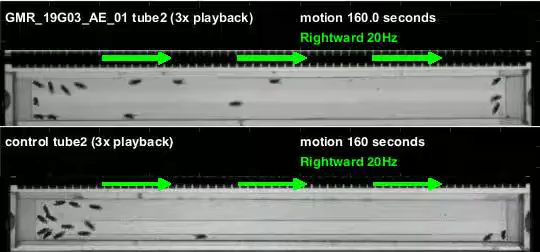 GMR_19G03_AE_01 tube2 (3x playback)
motion 160.0 seconds
Rightward 20Hz
control tube2 (3x playback)
motion 160 seconds
Rightward 20Hz